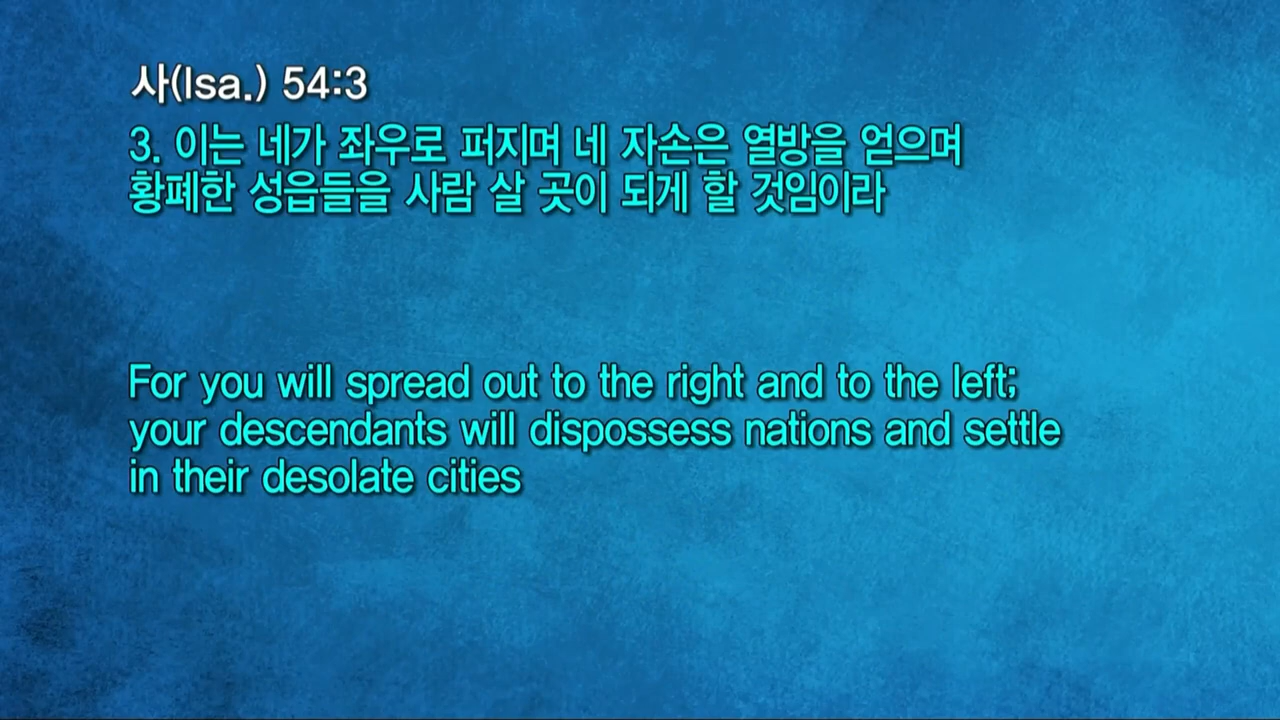 사(Isa.) 54:3
3. 이는 네가 좌우로 퍼지며 네 자손은 열방을 얻으며
황폐한 성읍들을 사람 살 곳이 되게 할 것임이라
For you will spread out to the right and to the left;
your descendants will dispossess nations and settle
in their desolate cities